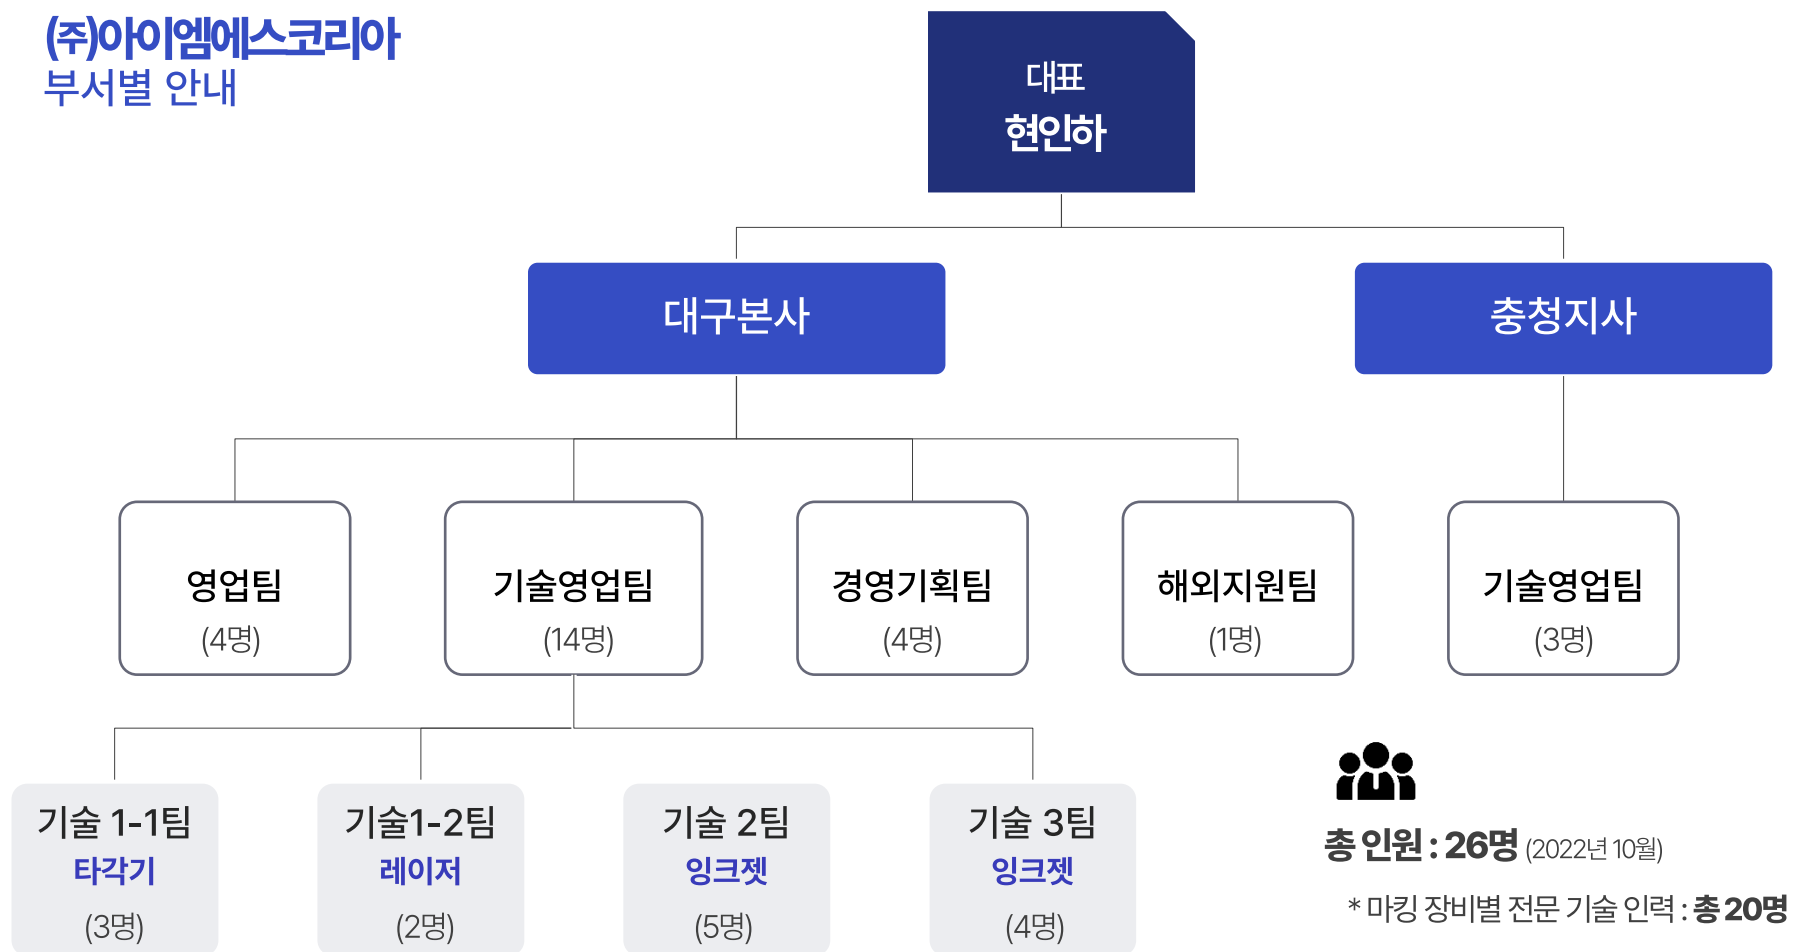 (주)아이엠에스코리아
부서별 안내
대표
현인하
대구본사
충청지사
영업팀
(4명)
기술영업팀
(14명)
경영기획팀
(4명)
해외지원팀
(1명)
기술영업팀
(3명)
기술 1-1팀
타각기
(3명)
기술1-2팀
레이저
(2명)
기술 2팀
잉크젯
(5명)
기술 3팀
잉크젯
(4명)
총 인원 : 26명 (2022년 10월)
* 마킹 장비별 전문 기술 인력 : 총 20명